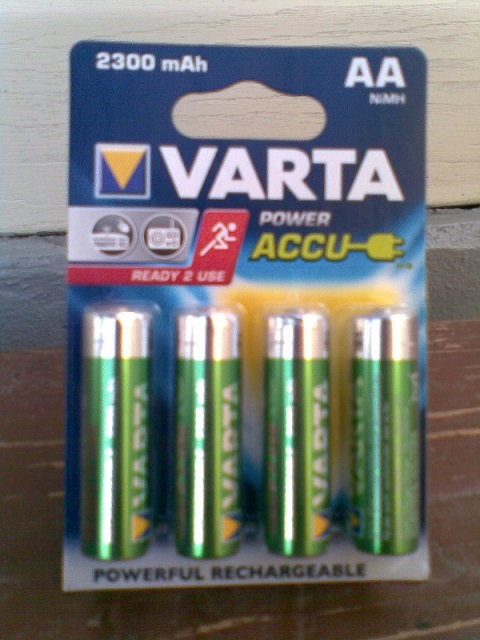 2300 mAh
AA
NiMH
VARTA
POWER
ACCU
READY 2 USE
VARTA
VARTA
VARTA
VARTA
POWERFUL RECHARGEABLE